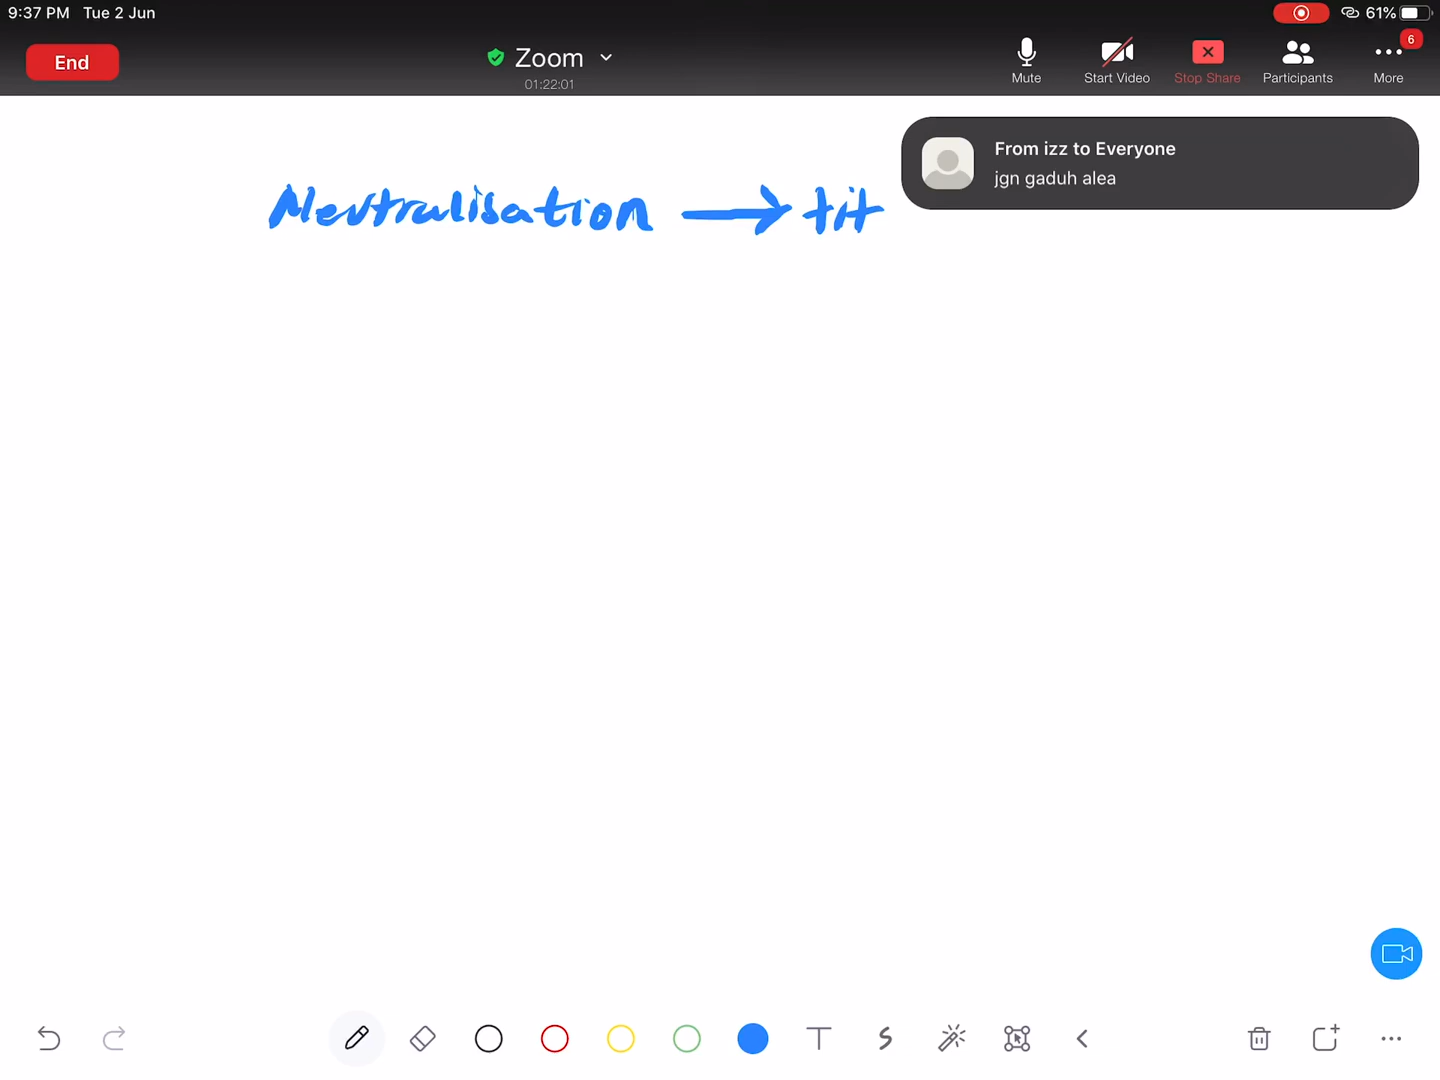 9:37 PM Tue 2 Jun 61%
End
Zoom
01:22:01
Mute
Start Video
Stop Share
Participants
More
6
From izz to Everyone
jgn gaduh alea
Neutralisation → tit
T